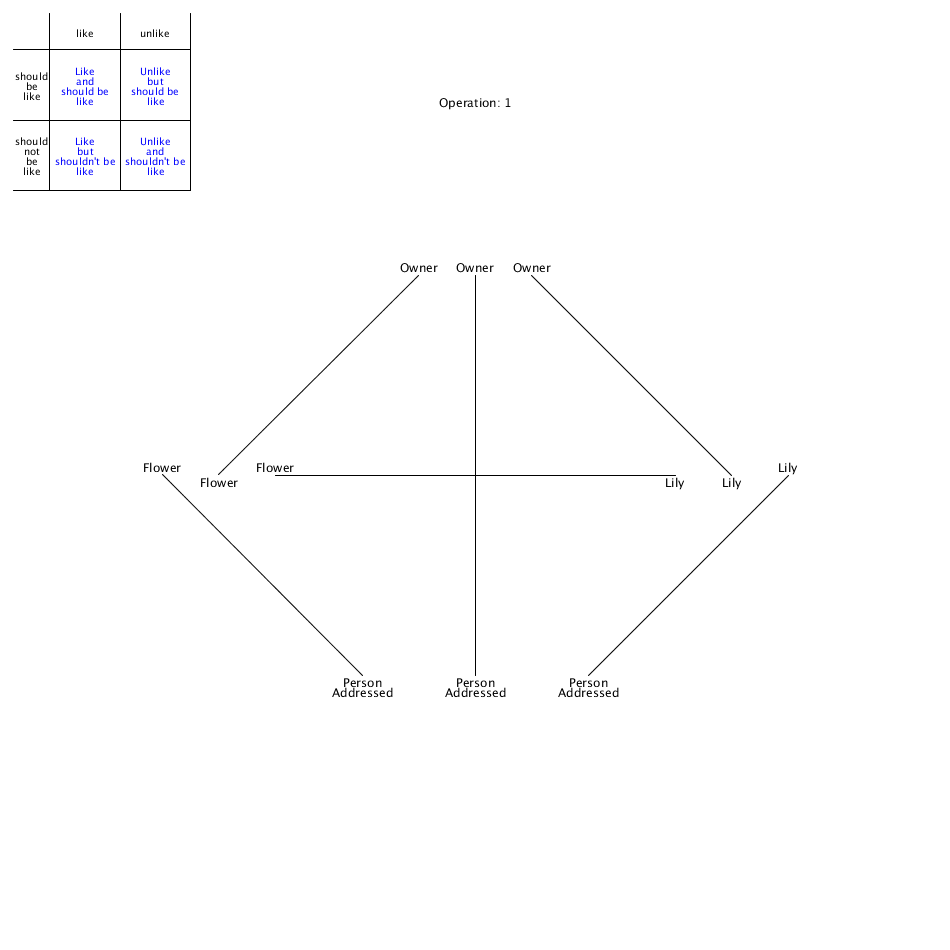 like unlike
should
be
like
Like
and
should be
like
Unlike
but
should be
like
should
not
be
like
Like
but
shouldn't be
like
Unlike
and
shouldn't be
like
Operation: 1
Owner Owner Owner
Flower Flower Flower Lily Lily Lily
Person
Addressed
Person
Addressed
Person
Addressed